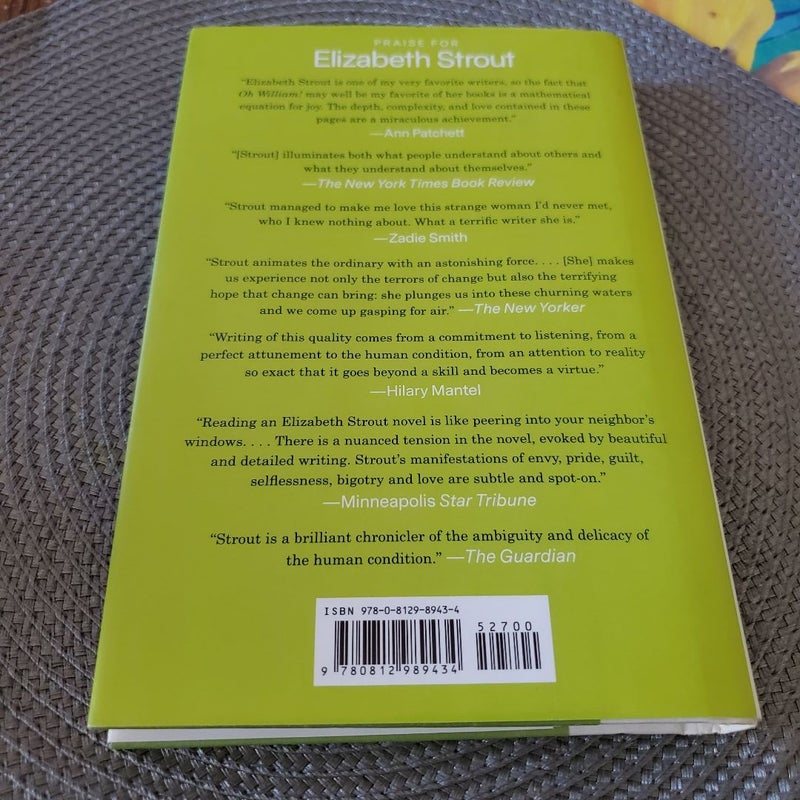 PRAISE FOR
Elizabeth Strout
“Elizabeth Strout is one of my very favorite writers, so the fact that
Oh William! may well be my favorite of her books is a mathematical
equation for joy. The depth, complexity, and love contained in these
pages are a miraculous achievement.”
—Ann Patchett
“[Strout] illuminates both what people understand about others and
what they understand about themselves.”
—The New York Times Book Review
“Strout managed to make me love this strange woman I’d never met,
who I knew nothing about. What a terrific writer she is.”
—Zadie Smith
“Strout animates the ordinary with an astonishing force. . . . [She] makes
us experience not only the terrors of change but also the terrifying
hope that change can bring: she plunges us into these churning waters
and we come up gasping for air.” —The New Yorker
“Writing of this quality comes from a commitment to listening, from a
perfect attunement to the human condition, from an attention to reality
so exact that it goes beyond a skill and becomes a virtue.”
—Hilary Mantel
“Reading an Elizabeth Strout novel is like peering into your neighbor’s
windows. . . . There is a nuanced tension in the novel, evoked by beautiful
and detailed writing. Strout’s manifestations of envy, pride, guilt,
selflessness, bigotry and love are subtle and spot-on.”
—Minneapolis Star Tribune
“Strout is a brilliant chronicler of the ambiguity and delicacy of
the human condition.” —The Guardian
ISBN 978-0-8129-8943-4
52700
9 780812 989434